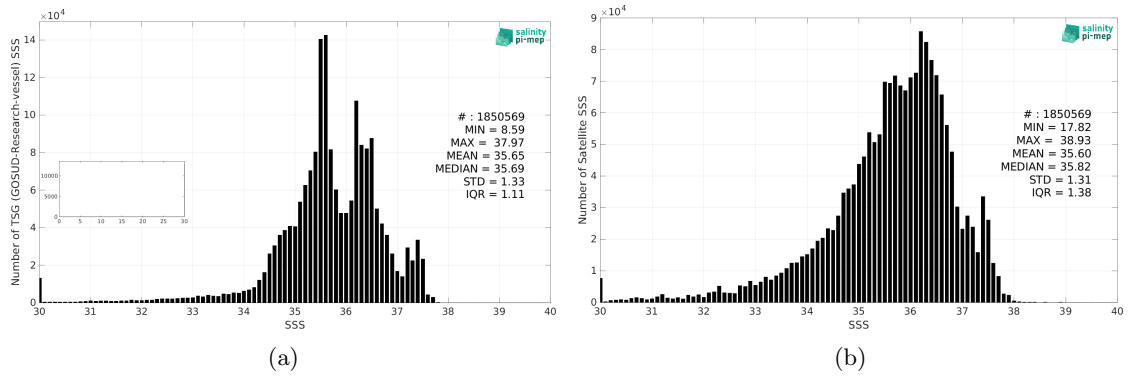 ×10⁴
14
12
10
8
6
4
2
0
Number of TSG (GOSUD-Research-vessel) SSS
salinity
pi-mep
# : 1850569
MIN = 8.59
MAX = 37.97
MEAN = 35.65
MEDIAN = 35.69
STD = 1.33
IQR = 1.11
10000
5000
0
0 5 10 15 20 25 30
30 31 32 33 34 35 36 37 38 39 40
SSS
(a)
×10⁴
9
8
7
6
5
4
3
2
1
0
Number of Satellite SSS
salinity
pi-mep
# : 1850569
MIN = 17.82
MAX = 38.93
MEAN = 35.60
MEDIAN = 35.82
STD = 1.31
IQR = 1.38
30 31 32 33 34 35 36 37 38 39 40
SSS
(b)